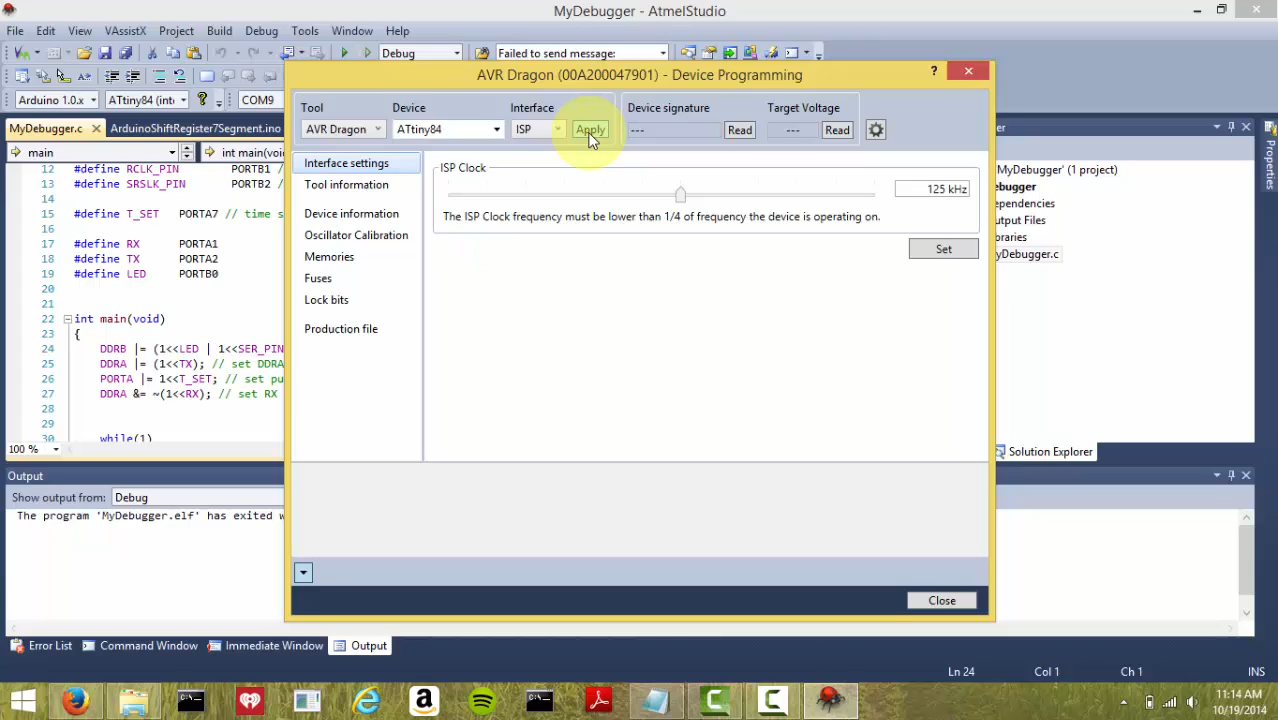 MyDebugger - AtmelStudio
File Edit View VAssistX Project Build Debug Tools Window Help
Debug Failed to send message:
Arduino 1.0.x ATtiny84 (int COM9
MyDebugger.c ArduinoShiftRegister7Segment.ino
main int main(void)
12 #define RCLK_PIN PORTB1 /
13 #define SRSLK_PIN PORTB2 /
14
15 #define T_SET PORTA7 // time s
16
17 #define RX PORTA1
18 #define TX PORTA2
19 #define LED PORTB0
20
21
22 int main(void)
23 {
24 DDRB |= (1<<LED | 1<<SER_PIN
25 DDRA |= (1<<TX); // set DDRA
26 PORTA |= 1<<T_SET; // set pu
27 DDRA &= ~(1<<RX); // set RX
28
29
30 while(1)
100 %
AVR Dragon (00A200047901) - Device Programming
?
Tool Device Interface Device signature Target Voltage
AVR Dragon ATtiny84 ISP Apply --- Read --- Read
Interface settings
Tool information
Device information
Oscillator Calibration
Memories
Fuses
Lock bits
Production file
ISP Clock
125 kHz
The ISP Clock frequency must be lower than 1/4 of frequency the device is operating on.
Set
Close
rer
'MyDebugger' (1 project)
ebugger
ependencies
utput Files
braries
yDebugger.c
Solution Explorer
Properties
Output
Show output from: Debug
The program 'MyDebugger.elf' has exited w
Error List Command Window Immediate Window Output
Ln 24 Col 1 Ch 1 INS
11:14 AM
10/19/2014